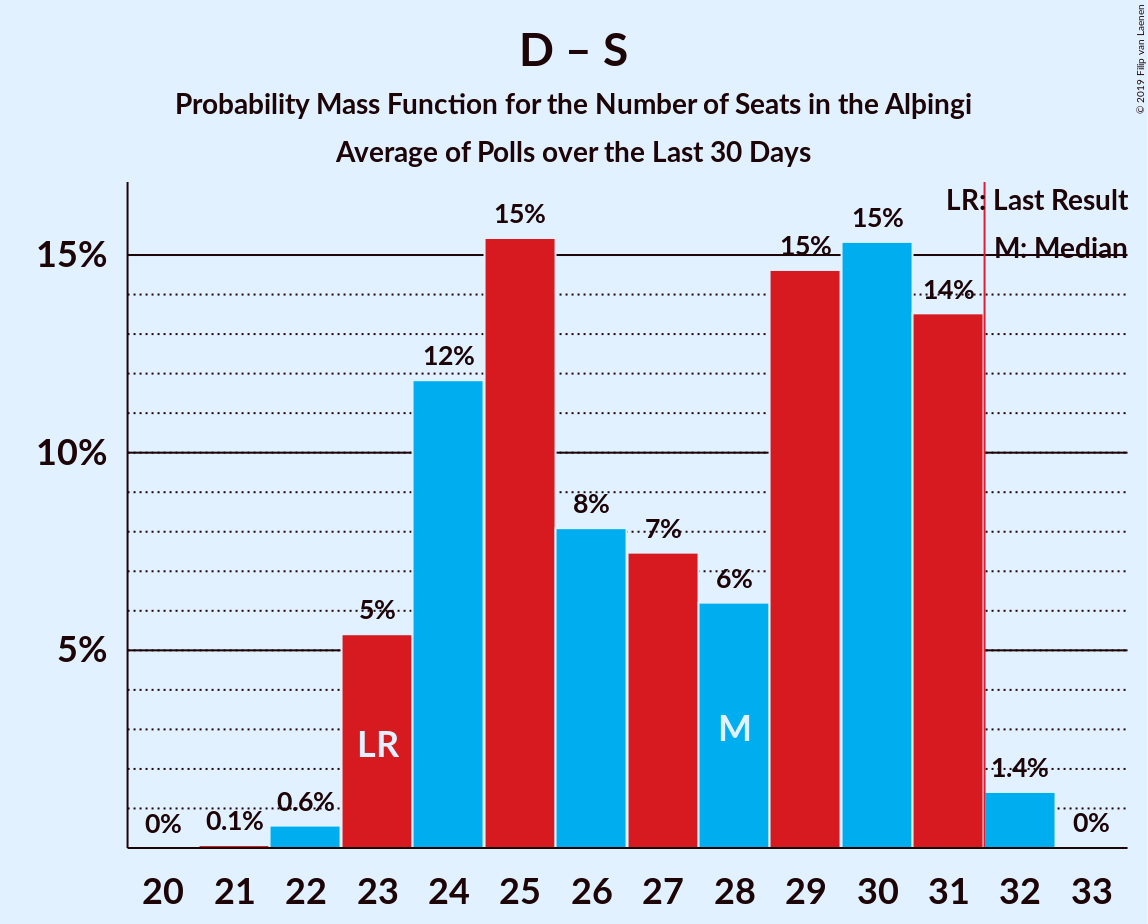 D – S
Probability Mass Function for the Number of Seats in the Alþingi
Average of Polls over the Last 30 Days
© 2019 Filip van Laenen
LR: Last Result
M: Median
15%
10%
5%
0%
0.1%
0.6%
5%
12%
15%
8%
7%
6%
15%
15%
14%
1.4%
0%
LR
M
20 21 22 23 24 25 26 27 28 29 30 31 32 33